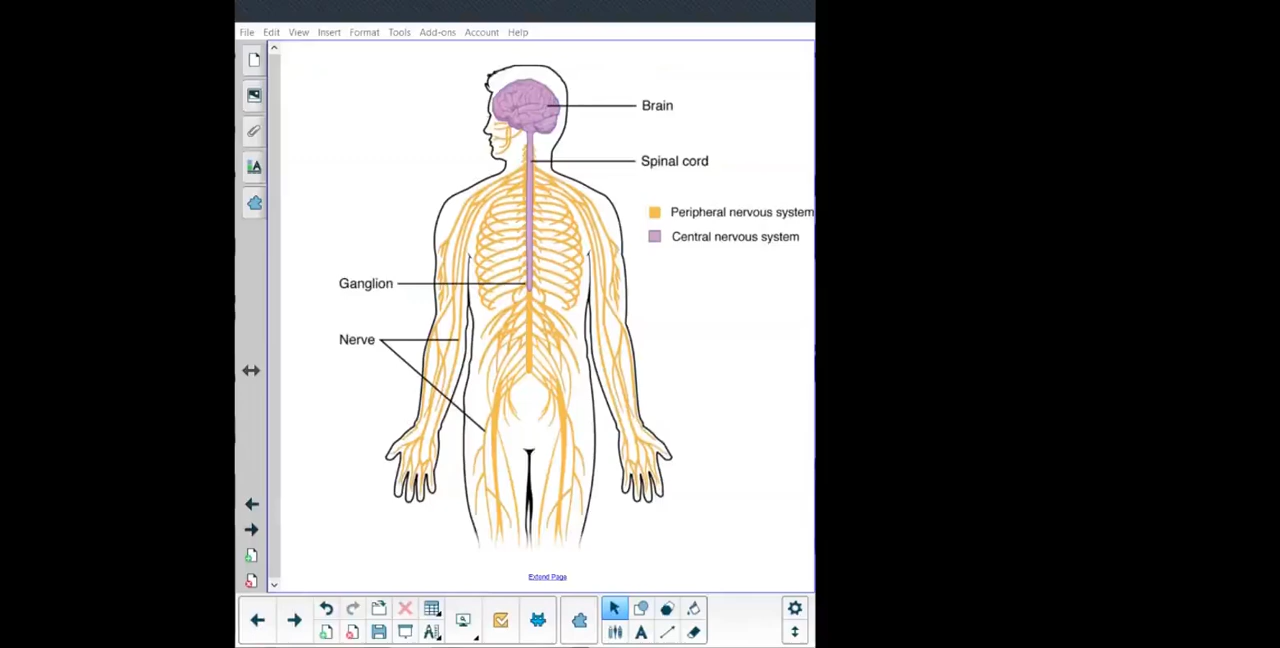 File Edit View Insert Format Tools Add-ons Account Help
Brain
Spinal cord
Peripheral nervous system
Central nervous system
Ganglion
Nerve
Extend Page